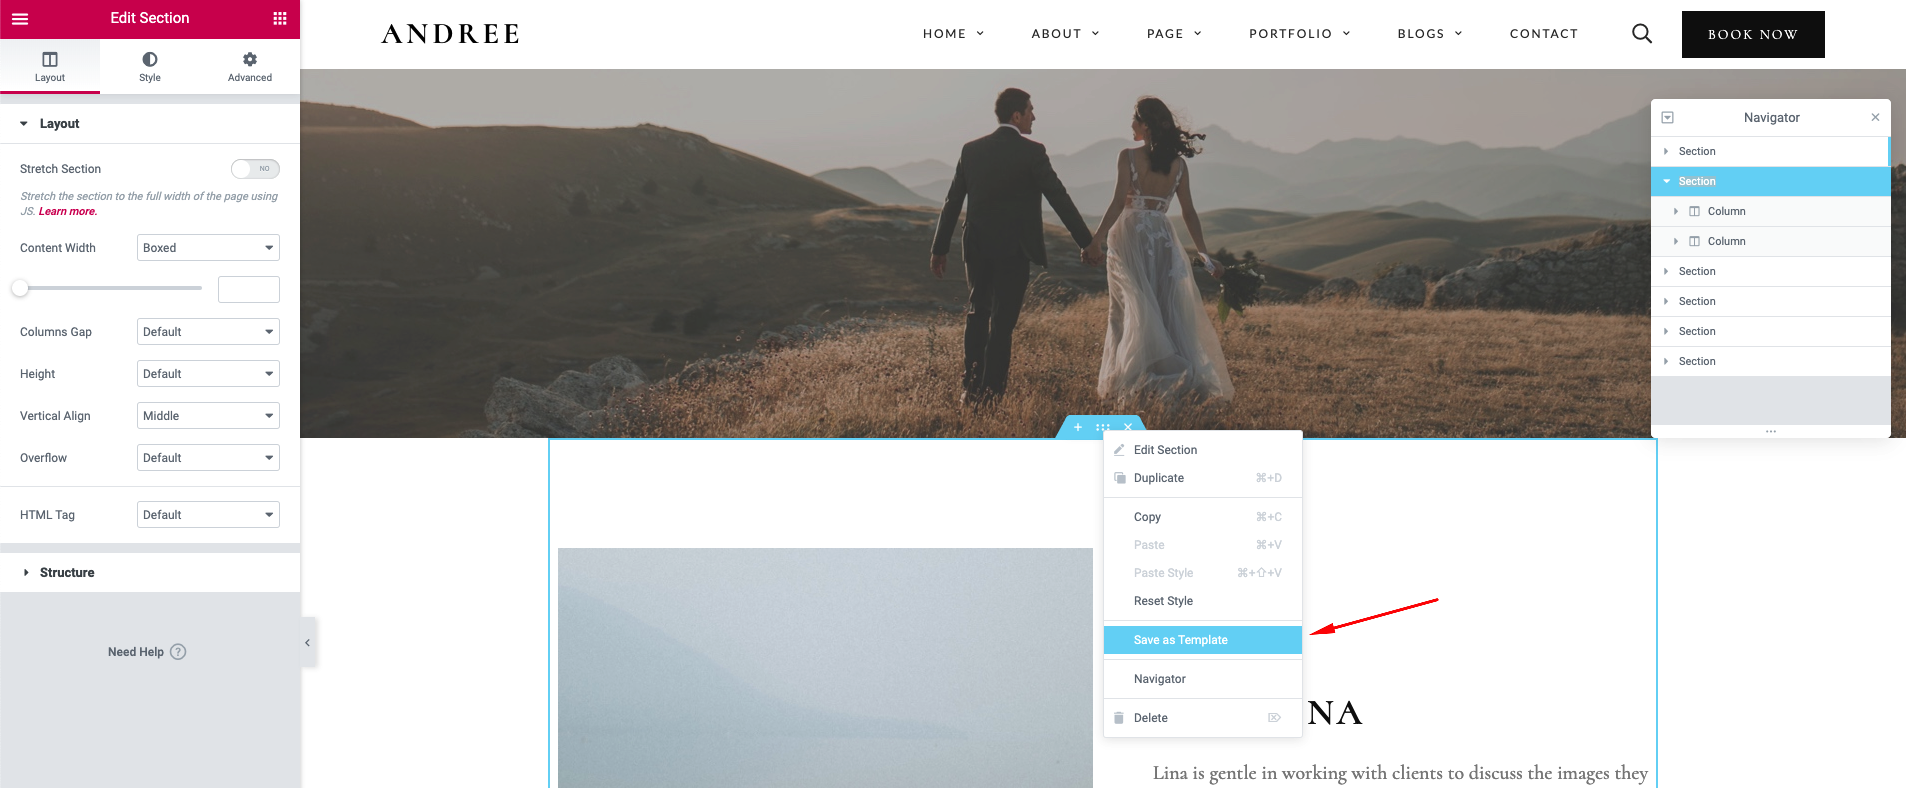 Edit Section
Layout
Style
Advanced
Layout
Stretch Section
NO
Stretch the section to the full width of the page using
JS. Learn more.
Content Width
Boxed
Columns Gap
Default
Height
Default
Vertical Align
Middle
Overflow
Default
HTML Tag
Default
Structure
Need Help ?
ANDREE
HOME
ABOUT
PAGE
PORTFOLIO
BLOGS
CONTACT
BOOK NOW
Navigator
Section
Section
Column
Column
Section
Section
Section
Section
Edit Section
Duplicate ⌘+D
Copy ⌘+C
Paste ⌘+V
Paste Style ⌘+⇧+V
Reset Style
Save as Template
Navigator
Delete ⌦
NA
Lina is gentle in working with clients to discuss the images they